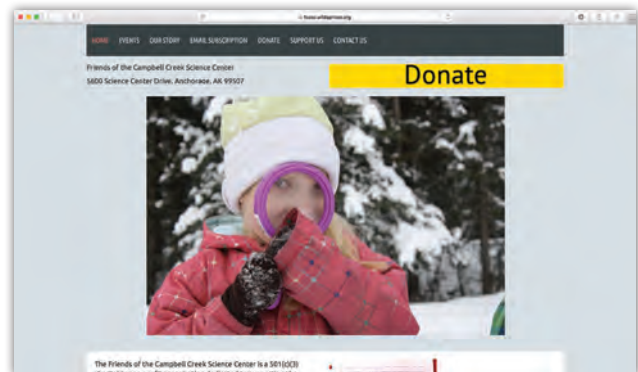 HOME EVENTS OUR STORY EMAIL SUBSCRIPTION DONATE SUPPORT US CONTACT US
Friends of the Campbell Creek Science Center
5600 Science Center Drive, Anchorage, AK 99507
Donate
The Friends of the Campbell Creek Science Center is a 501(c)(3)